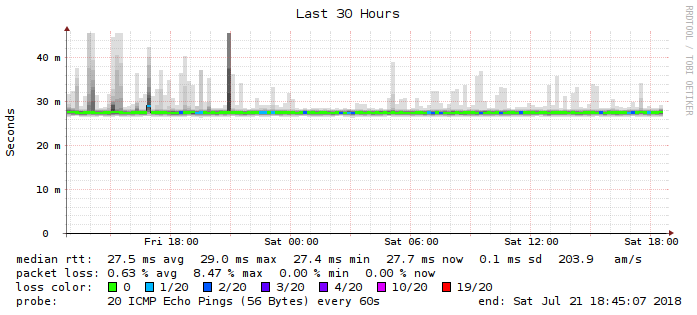 Last 30 Hours
RRDTOOL / TOBI OETIKER
Seconds
40 m
30 m
20 m
10 m
0
Fri 18:00 Sat 00:00 Sat 06:00 Sat 12:00 Sat 18:00
median rtt: 27.5 ms avg 29.0 ms max 27.4 ms min 27.7 ms now 0.1 ms sd 203.9 am/s
packet loss: 0.63 % avg 8.47 % max 0.00 % min 0.00 % now
loss color: 0 1/20 2/20 3/20 4/20 10/20 19/20
probe: 20 ICMP Echo Pings (56 Bytes) every 60s end: Sat Jul 21 18:45:07 2018